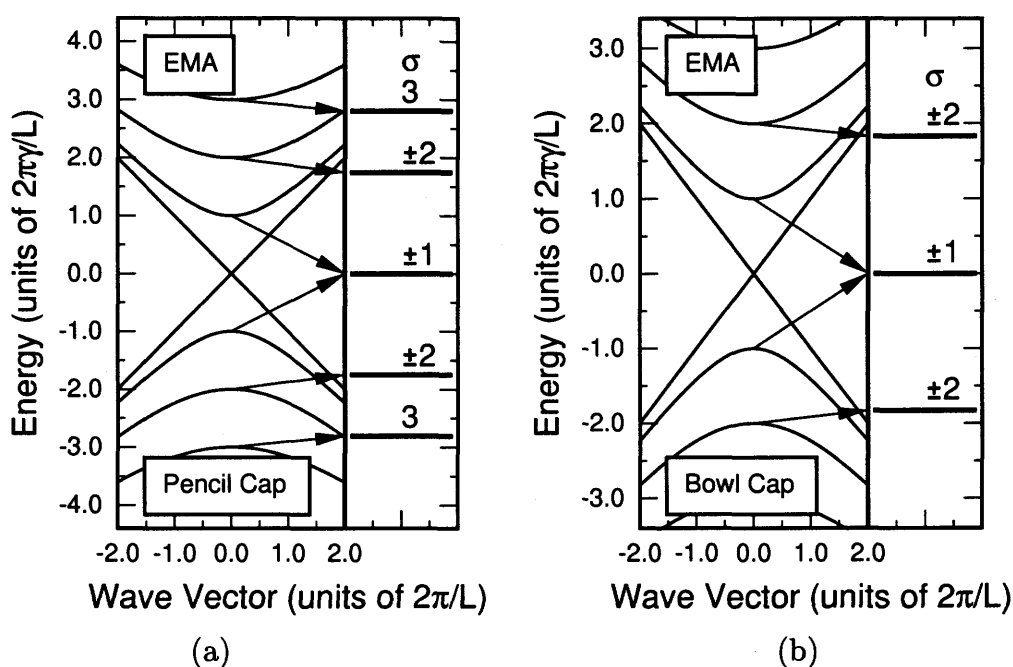 4.0
3.0
2.0
1.0
0.0
-1.0
-2.0
-3.0
-4.0
Energy (units of 2πγ/L)
EMA
Pencil Cap
σ
3
±2
±1
±2
3
-2.0 -1.0 0.0 1.0 2.0
Wave Vector (units of 2π/L)
(a)
3.0
2.0
1.0
0.0
-1.0
-2.0
-3.0
Energy (units of 2πγ/L)
EMA
Bowl Cap
σ
±2
±1
±2
-2.0 -1.0 0.0 1.0 2.0
Wave Vector (units of 2π/L)
(b)